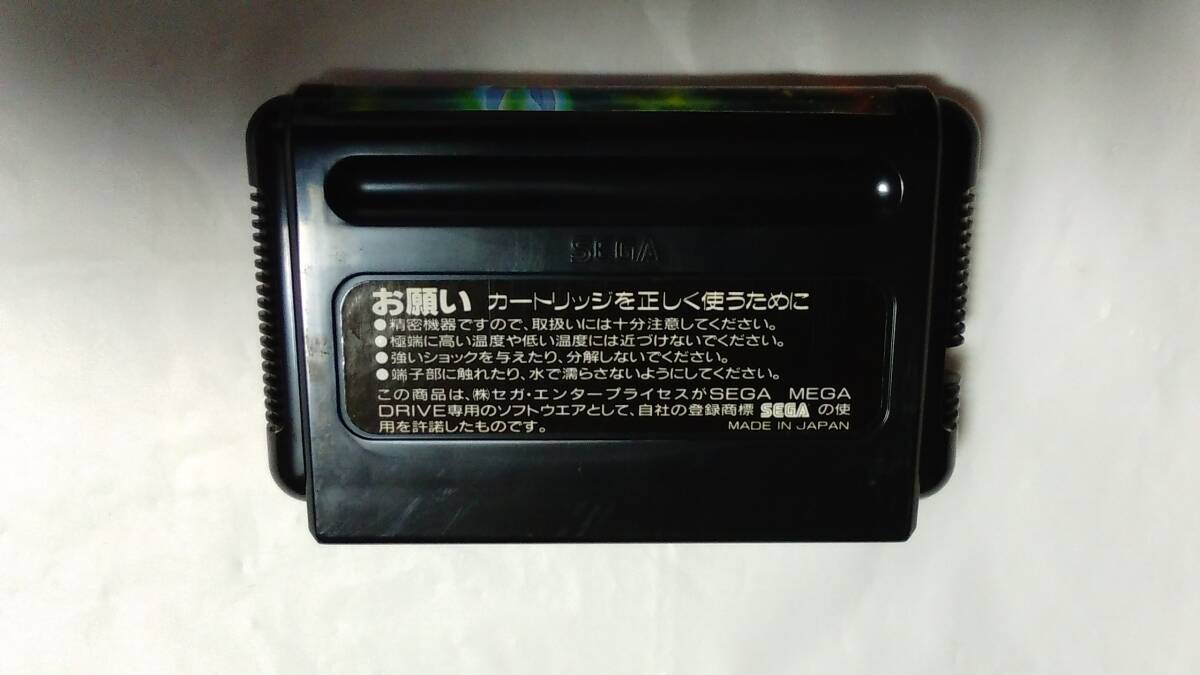 SEGA
お願い カートリッジを正しく使うために
●精密機器ですので、取扱いには十分注意してください。
●極端に高い温度や低い温度には近づけないでください。
●強いショックを与えたり、分解しないでください。
●端子部に触れたり、水で濡らさないようにしてください。
この商品は、㈱セガ・エンタープライセスがSEGA MEGA
DRIVE専用のソフトウエアとして、自社の登録商標 SEGA の使
用を許諾したものです。 MADE IN JAPAN